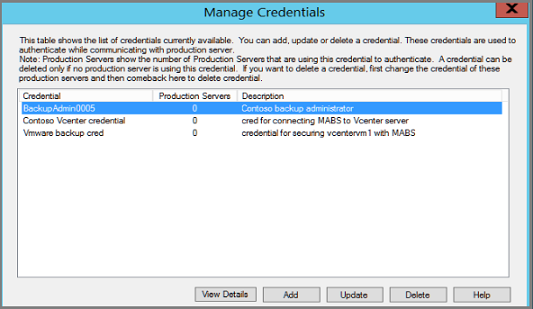 Manage Credentials
X
This table shows the list of credentials currently available. You can add, update or delete a credential. These credentials are used to
authenticate while communicating with production server.
Note: Production Servers show the number of Production Servers that are using this credential to authenticate. A credential can be
deleted only if no production server is using this credential. If you want to delete a credential, first change the credential of these
production servers and then comeback here to delete credential.
Credential Production Servers Description
BackupAdmin0005 0 Contoso backup administrator
Contoso Vcenter credential 0 cred for connecting MABS to Vcenter server
Vmware backup cred 0 credential for securing vcentervm1 with MABS
View Details Add Update Delete Help